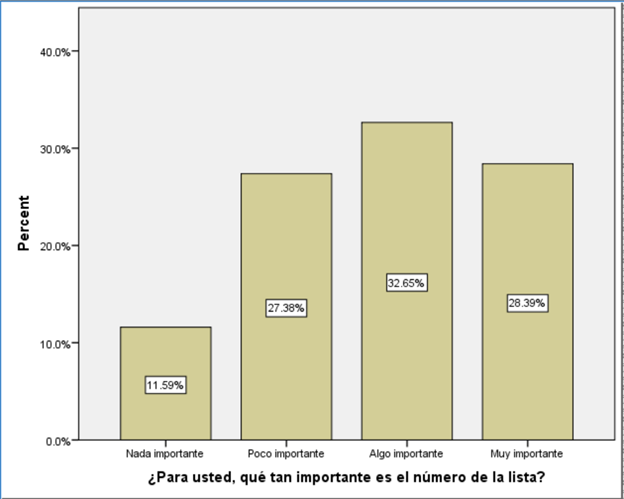 40.0%
30.0%
20.0%
10.0%
0.0%
Percent
11.59%
27.38%
32.65%
28.39%
Nada importante
Poco importante
Algo importante
Muy importante
¿Para usted, qué tan importante es el número de la lista?